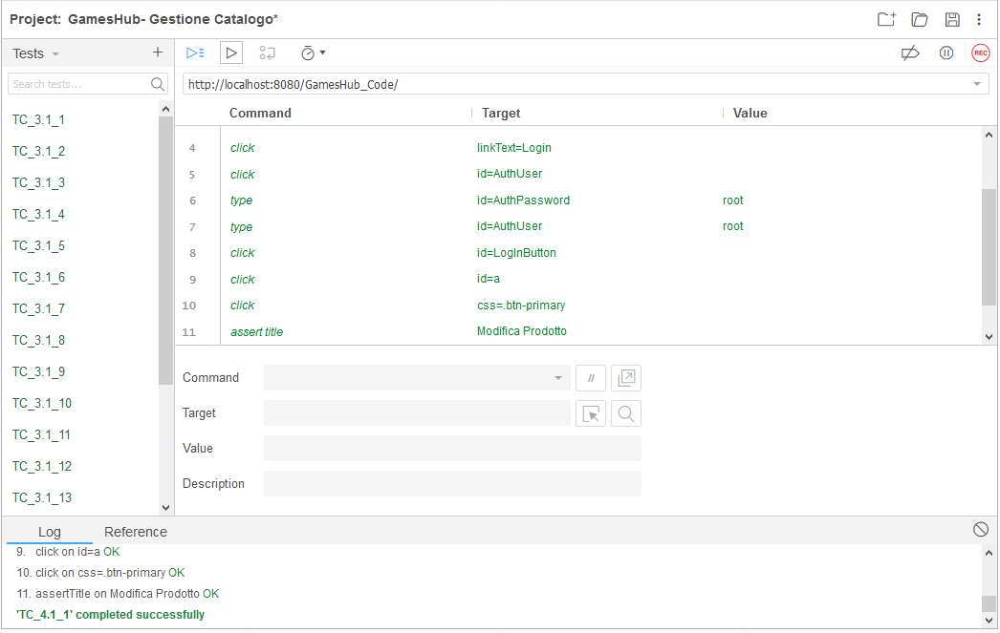 Project: GamesHub- Gestione Catalogo*
Tests
REC
Search tests...
http://localhost:8080/GamesHub_Code/
Command Target Value
4 click linkText=Login
5 click id=AuthUser
6 type id=AuthPassword root
7 type id=AuthUser root
8 click id=LogInButton
9 click id=a
10 click css=.btn-primary
11 assert title Modifica Prodotto
TC_3.1_1
TC_3.1_2
TC_3.1_3
TC_3.1_4
TC_3.1_5
TC_3.1_6
TC_3.1_7
TC_3.1_8
TC_3.1_9
TC_3.1_10
TC_3.1_11
TC_3.1_12
TC_3.1_13
Command //
Target
Value
Description
Log Reference
9. click on id=a OK
10. click on css=.btn-primary OK
11. assertTitle on Modifica Prodotto OK
'TC_4.1_1' completed successfully